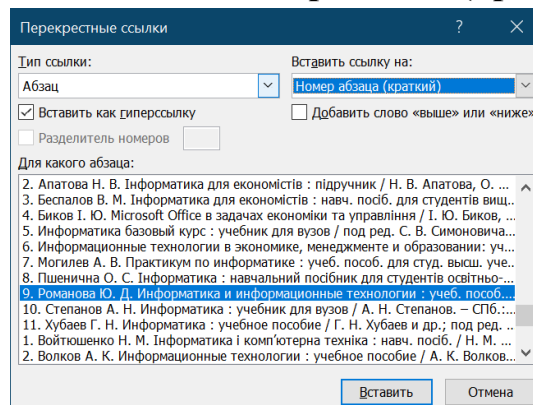 Перекрестные ссылки ? ✕
Тип ссылки: Вставить ссылку на:
Абзац Номер абзаца (краткий)
Вставить как гиперссылку Добавить слово «выше» или «ниже»
Разделитель номеров
Для какого абзаца:
2. Апатова Н. В. Інформатика для економістів : підручник / Н. В. Апатова, О. ...
3. Беспалов В. М. Інформатика для економістів : навч. посіб. для студентів вищ...
4. Биков І. Ю. Microsoft Office в задачах економіки та управління / І. Ю. Биков, ...
5. Информатика базовый курс : учебник для вузов / под ред. С. В. Симоновича...
6. Информационные технологии в экономике, менеджменте и образовании: уч...
7. Могилев А. В. Практикум по информатике : учеб. пособ. для студ. высш. уче...
8. Пшенична О. С. Інформатика : навчальний посібник для студентів освітньо-...
9. Романова Ю. Д. Информатика и информационные технологии : учеб. пособ....
10. Степанов А. Н. Информатика : учебник для вузов / А. Н. Степанов. – СПб.:...
11. Хубаев Г. Н. Информатика : учебное пособие / Г. Н. Хубаев и др.; под ред. ..
1. Войтюшенко Н. М. Інформатика і комп'ютерна техніка : навч. посіб. / Н. М. ...
2. Волков А. К. Информационные технологии : учебное пособие / А. К. Волков...
Вставить Отмена